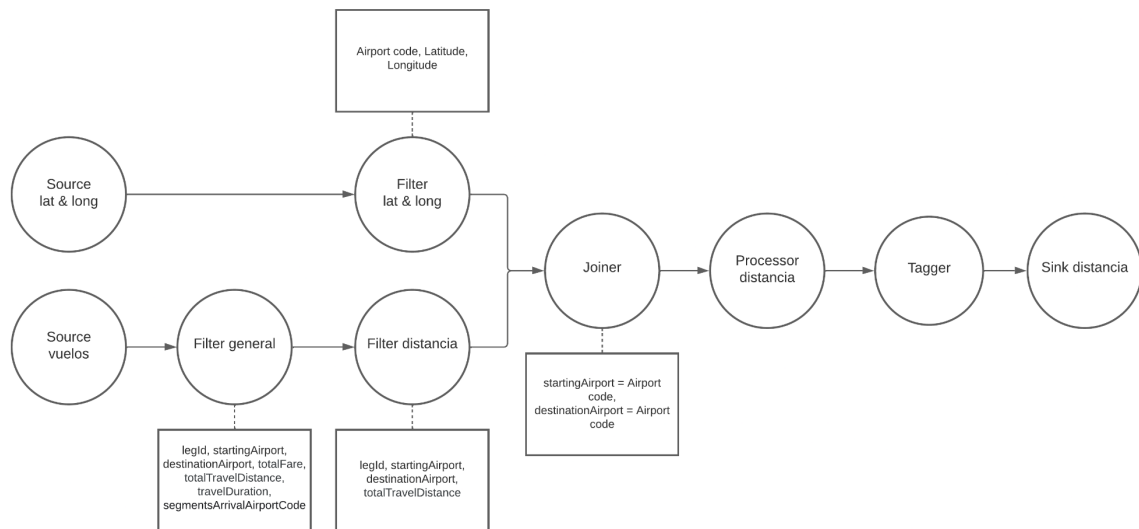 Airport code, Latitude,
Longitude
Source
lat & long
Filter
lat & long
Joiner
Processor
distancia
Tagger
Sink distancia
Source
vuelos
Filter general
Filter distancia
startingAirport = Airport
code,
destinationAirport = Airport
code
legId, startingAirport,
destinationAirport, totalFare,
totalTravelDistance,
travelDuration,
segmentsArrivalAirportCode
legId, startingAirport,
destinationAirport,
totalTravelDistance